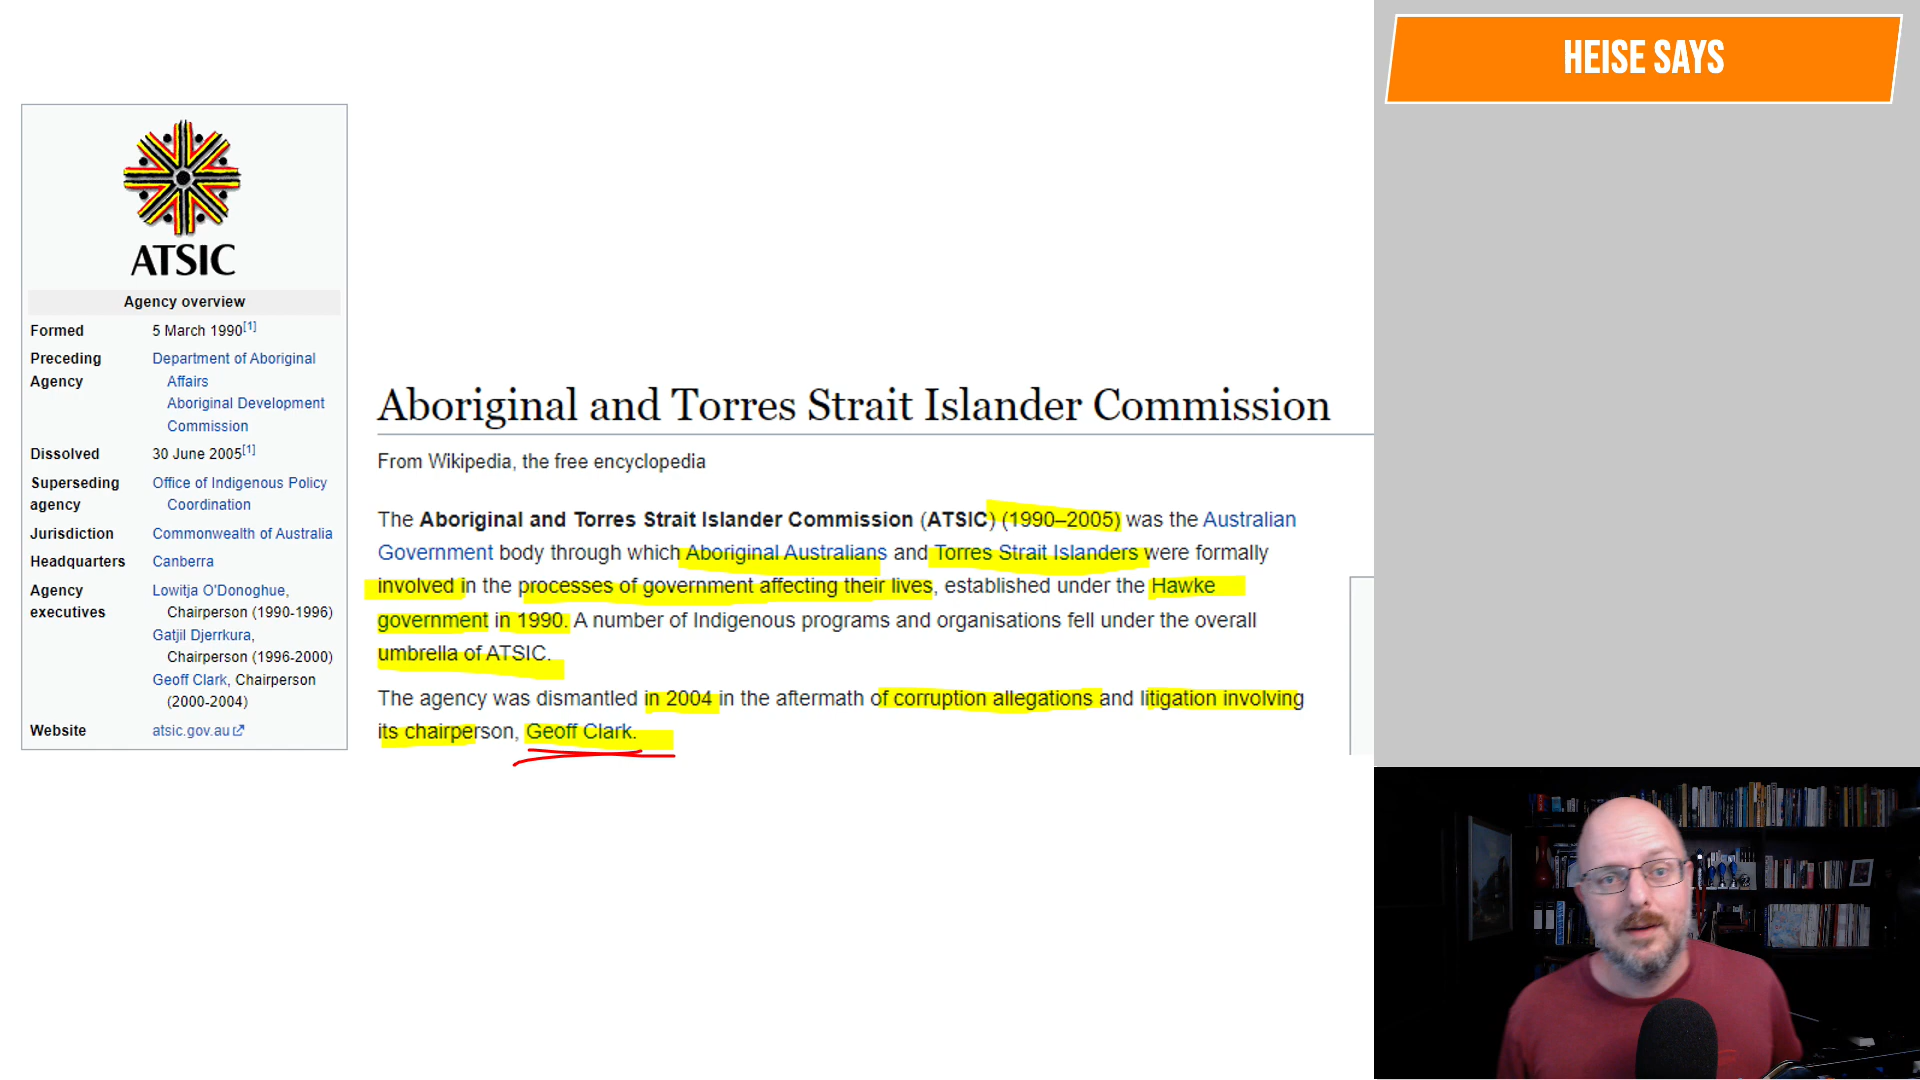 HEISE SAYS
ATSIC
Agency overview
Formed 5 March 1990[1]
Preceding Department of Aboriginal
Agency Affairs
Aboriginal Development
Commission
Dissolved 30 June 2005[1]
Superseding Office of Indigenous Policy
agency Coordination
Jurisdiction Commonwealth of Australia
Headquarters Canberra
Agency Lowitja O'Donoghue,
executives Chairperson (1990-1996)
Gatjil Djerrkura,
Chairperson (1996-2000)
Geoff Clark, Chairperson
(2000-2004)
Website atsic.gov.au
Aboriginal and Torres Strait Islander Commission
From Wikipedia, the free encyclopedia
The Aboriginal and Torres Strait Islander Commission (ATSIC) (1990–2005) was the Australian
Government body through which Aboriginal Australians and Torres Strait Islanders were formally
involved in the processes of government affecting their lives, established under the Hawke
government in 1990. A number of Indigenous programs and organisations fell under the overall
umbrella of ATSIC.
The agency was dismantled in 2004 in the aftermath of corruption allegations and litigation involving
its chairperson, Geoff Clark.